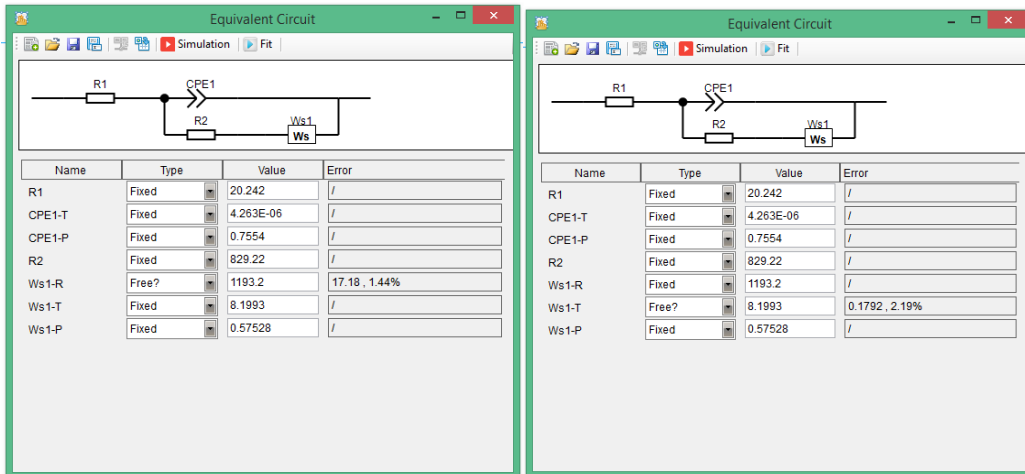 Equivalent Circuit
Simulation Fit
R1 CPE1
R2 Ws1
Ws
Name Type Value Error
R1 Fixed 20.242 /
CPE1-T Fixed 4.263E-06 /
CPE1-P Fixed 0.7554 /
R2 Fixed 829.22 /
Ws1-R Free? 1193.2 17.18 , 1.44%
Ws1-T Fixed 8.1993 /
Ws1-P Fixed 0.57528 /
Equivalent Circuit
Simulation Fit
R1 CPE1
R2 Ws1
Ws
Name Type Value Error
R1 Fixed 20.242 /
CPE1-T Fixed 4.263E-06 /
CPE1-P Fixed 0.7554 /
R2 Fixed 829.22 /
Ws1-R Fixed 1193.2 /
Ws1-T Free? 8.1993 0.1792 , 2.19%
Ws1-P Fixed 0.57528 /